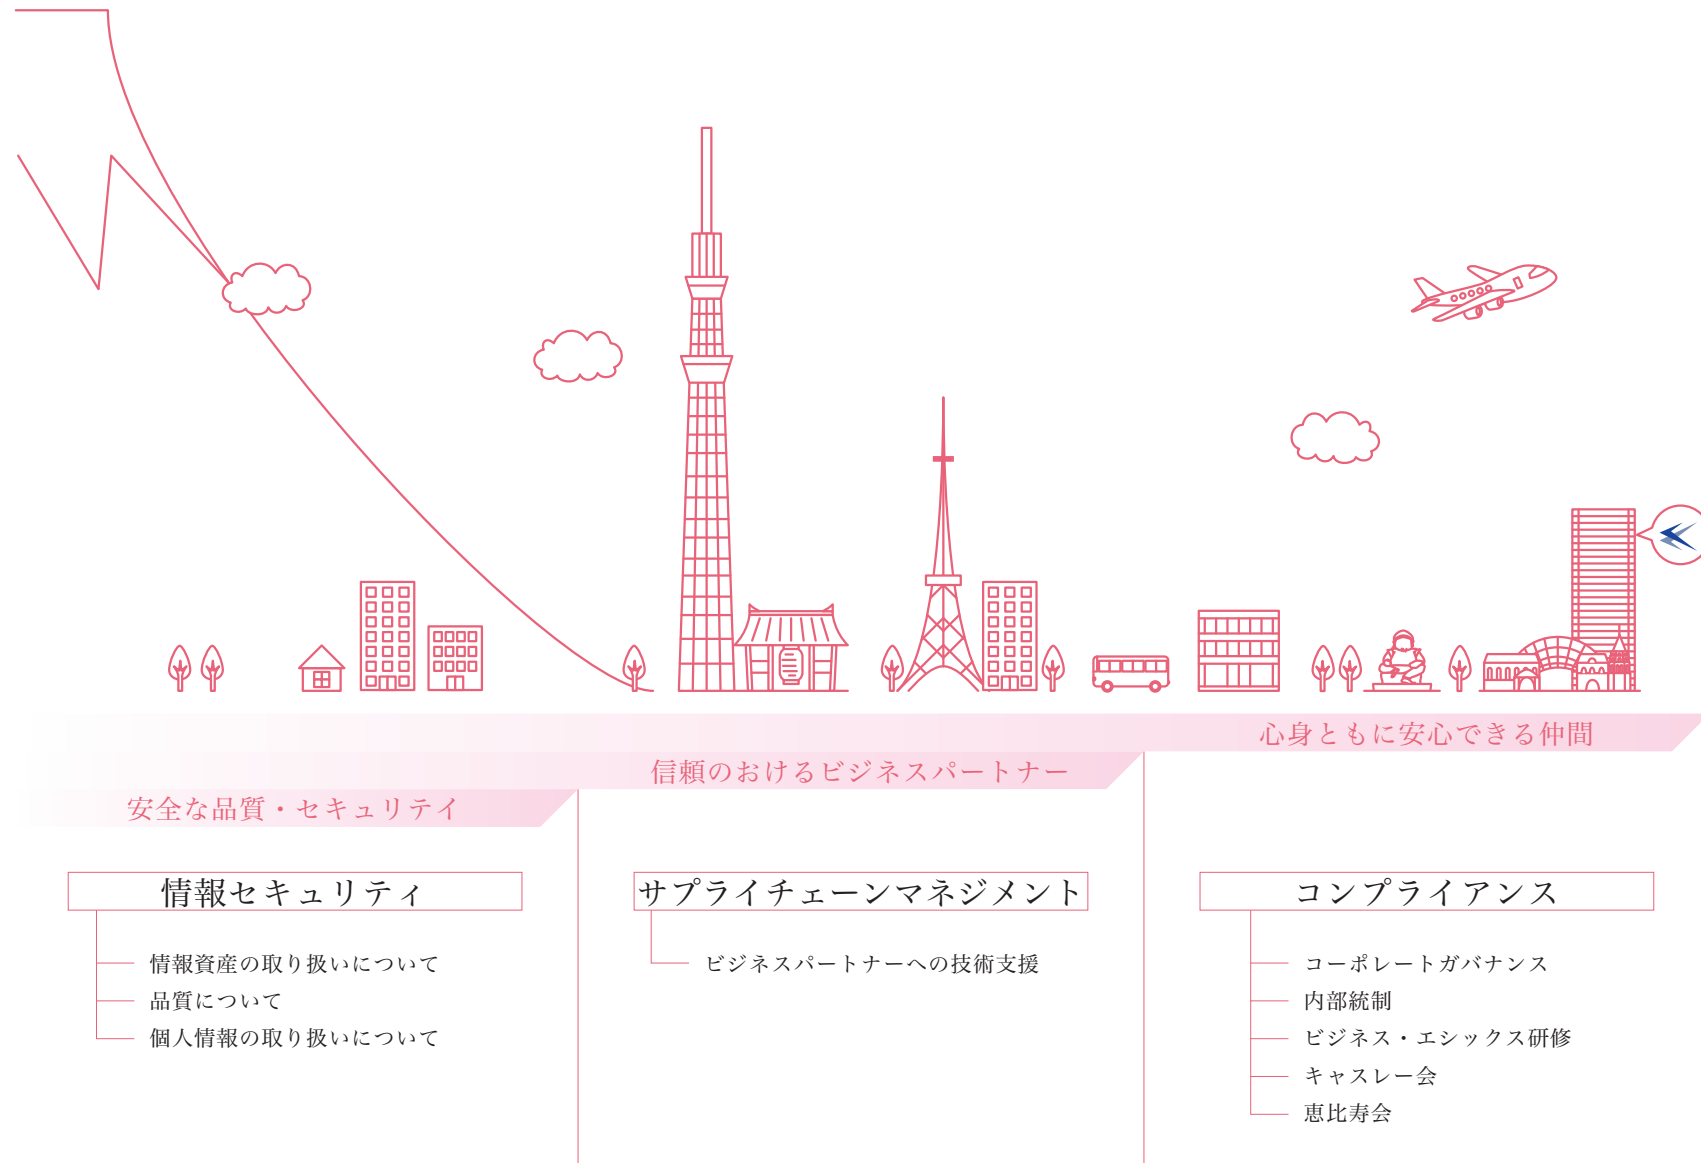 心身ともに安心できる仲間
信頼のおけるビジネスパートナー
安全な品質・セキュリテイ
情報セキュリティ
情報資産の取り扱いについて
品質について
個人情報の取り扱いについて
サプライチェーンマネジメント
ビジネスパートナーへの技術支援
コンプライアンス
コーポレートガバナンス
内部統制
ビジネス・エシックス研修
キャスレー会
恵比寿会